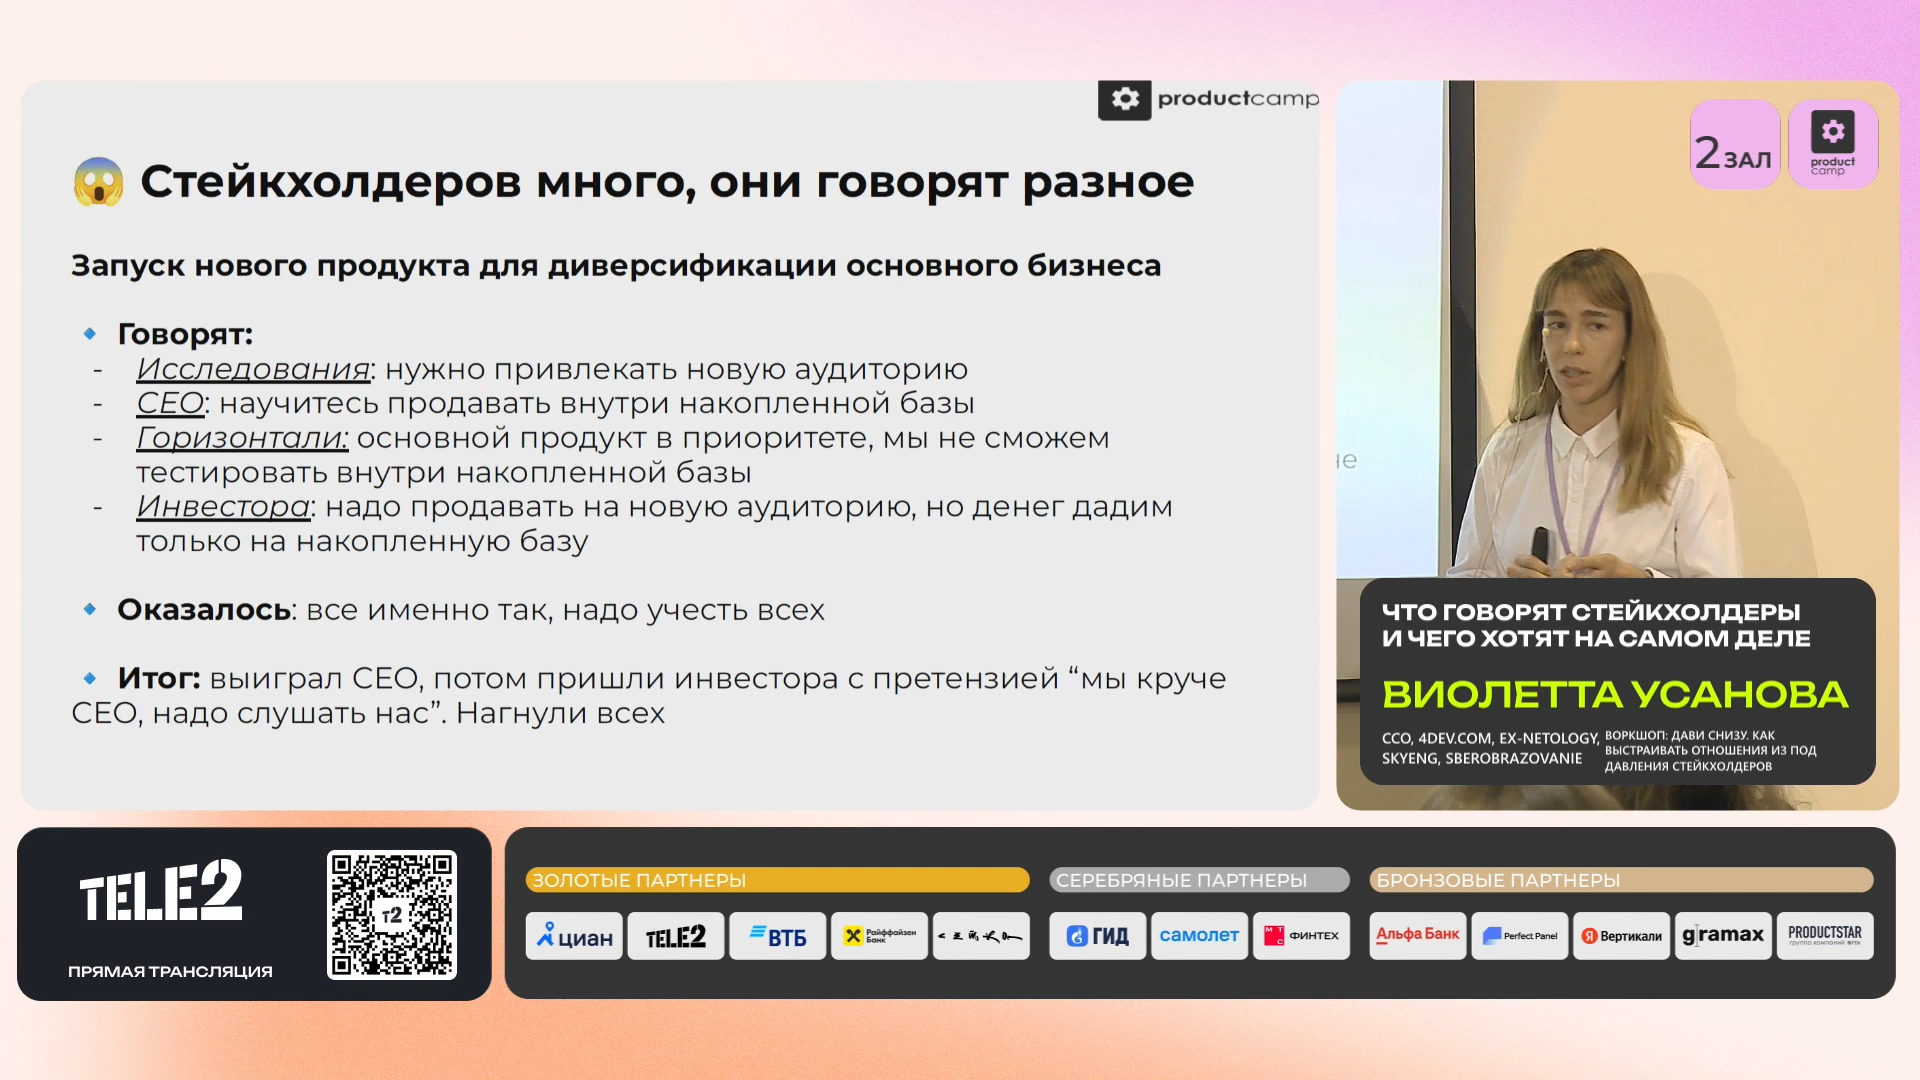 productcamp
Стейкхолдеров много, они говорят разное
Запуск нового продукта для диверсификации основного бизнеса
Говорят:
- Исследования: нужно привлекать новую аудиторию
- CEO: научитесь продавать внутри накопленной базы
- Горизонтали: основной продукт в приоритете, мы не сможем
тестировать внутри накопленной базы
- Инвестора: надо продавать на новую аудиторию, но денег дадим
только на накопленную базу
Оказалось: все именно так, надо учесть всех
Итог: выиграл CEO, потом пришли инвестора с претензией “мы круче
CEO, надо слушать нас”. Нагнули всех
2 ЗАЛ
product
camp
не
ЧТО ГОВОРЯТ СТЕЙКХОЛДЕРЫ
И ЧЕГО ХОТЯТ НА САМОМ ДЕЛЕ
ВИОЛЕТТА УСАНОВА
CCO, 4DEV.COM, EX-NETOLOGY,
SKYENG, SBEROBRAZOVANIE
ВОРКШОП: ДАВИ СНИЗУ. КАК
ВЫСТРАИВАТЬ ОТНОШЕНИЯ ИЗ ПОД
ДАВЛЕНИЯ СТЕЙКХОЛДЕРОВ
TELE2
ПРЯМАЯ ТРАНСЛЯЦИЯ
T2
ЗОЛОТЫЕ ПАРТНЕРЫ
циан
TELE2
ВТБ
Райффайзен
Банк
СЕРЕБРЯНЫЕ ПАРТНЕРЫ
ГИД
самолет
МТС
ФИНТЕХ
БРОНЗОВЫЕ ПАРТНЕРЫ
Альфа Банк
Perfect Panel
Я Вертикали
gramax
PRODUCTSTAR